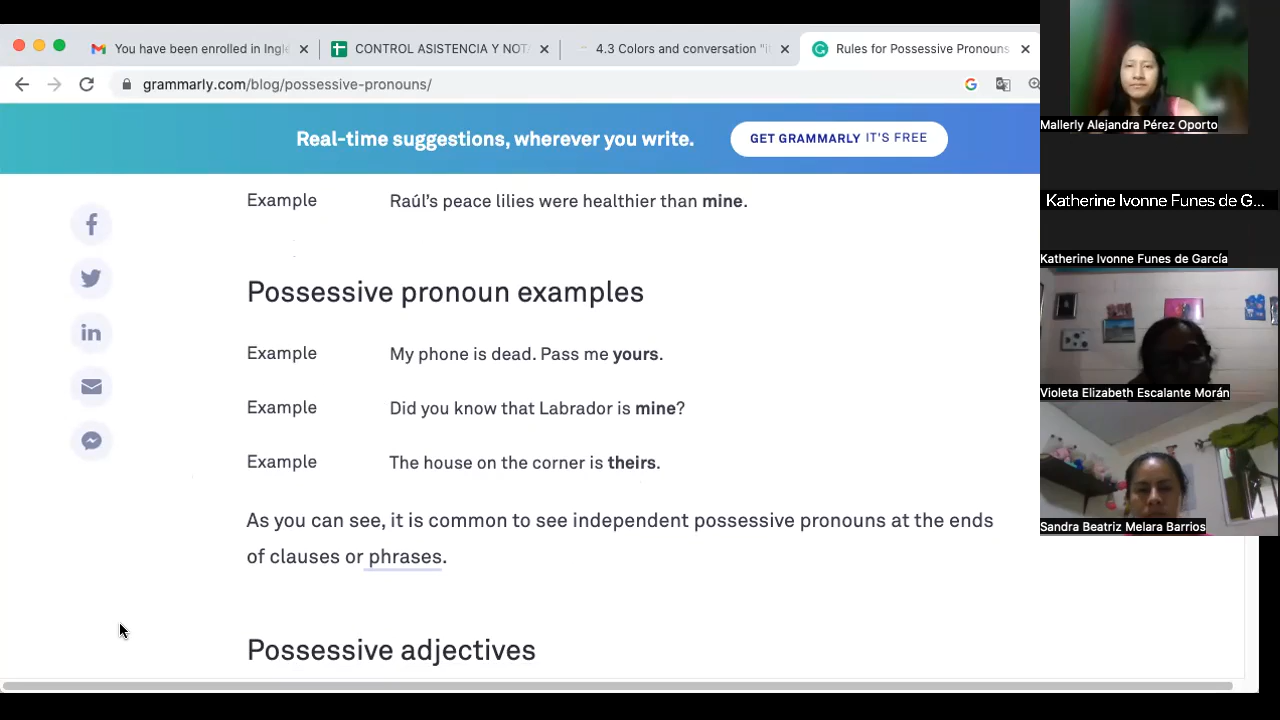 You have been enrolled in Inglé
CONTROL ASISTENCIA Y NOT
4.3 Colors and conversation "i
Rules for Possessive Pronouns
grammarly.com/blog/possessive-pronouns/
Real-time suggestions, wherever you write.
GET GRAMMARLY IT'S FREE
Example Raúl's peace lilies were healthier than mine.
Possessive pronoun examples
Example My phone is dead. Pass me yours.
Example Did you know that Labrador is mine?
Example The house on the corner is theirs.
As you can see, it is common to see independent possessive pronouns at the ends
of clauses or phrases.
Possessive adjectives
Mallerly Alejandra Pérez Oporto
Katherine Ivonne Funes de G...
Katherine Ivonne Funes de García
Violeta Elizabeth Escalante Morán
Sandra Beatriz Melara Barrios